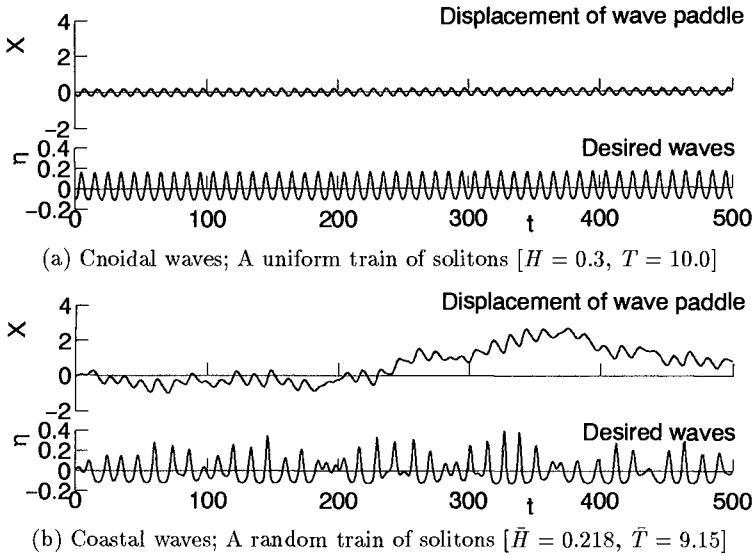 Displacement of wave paddle
X
4
2
0
-2
Desired waves
η
0.4
0.2
0
-0.2
0 100 200 300 t 400 500
(a) Cnoidal waves; A uniform train of solitons [H = 0.3, T = 10.0]
Displacement of wave paddle
X
4
2
0
-2
Desired waves
η
0.4
0.2
0
-0.2
0 100 200 300 t 400 500
(b) Coastal waves; A random train of solitons [H̄ = 0.218, T̄ = 9.15]